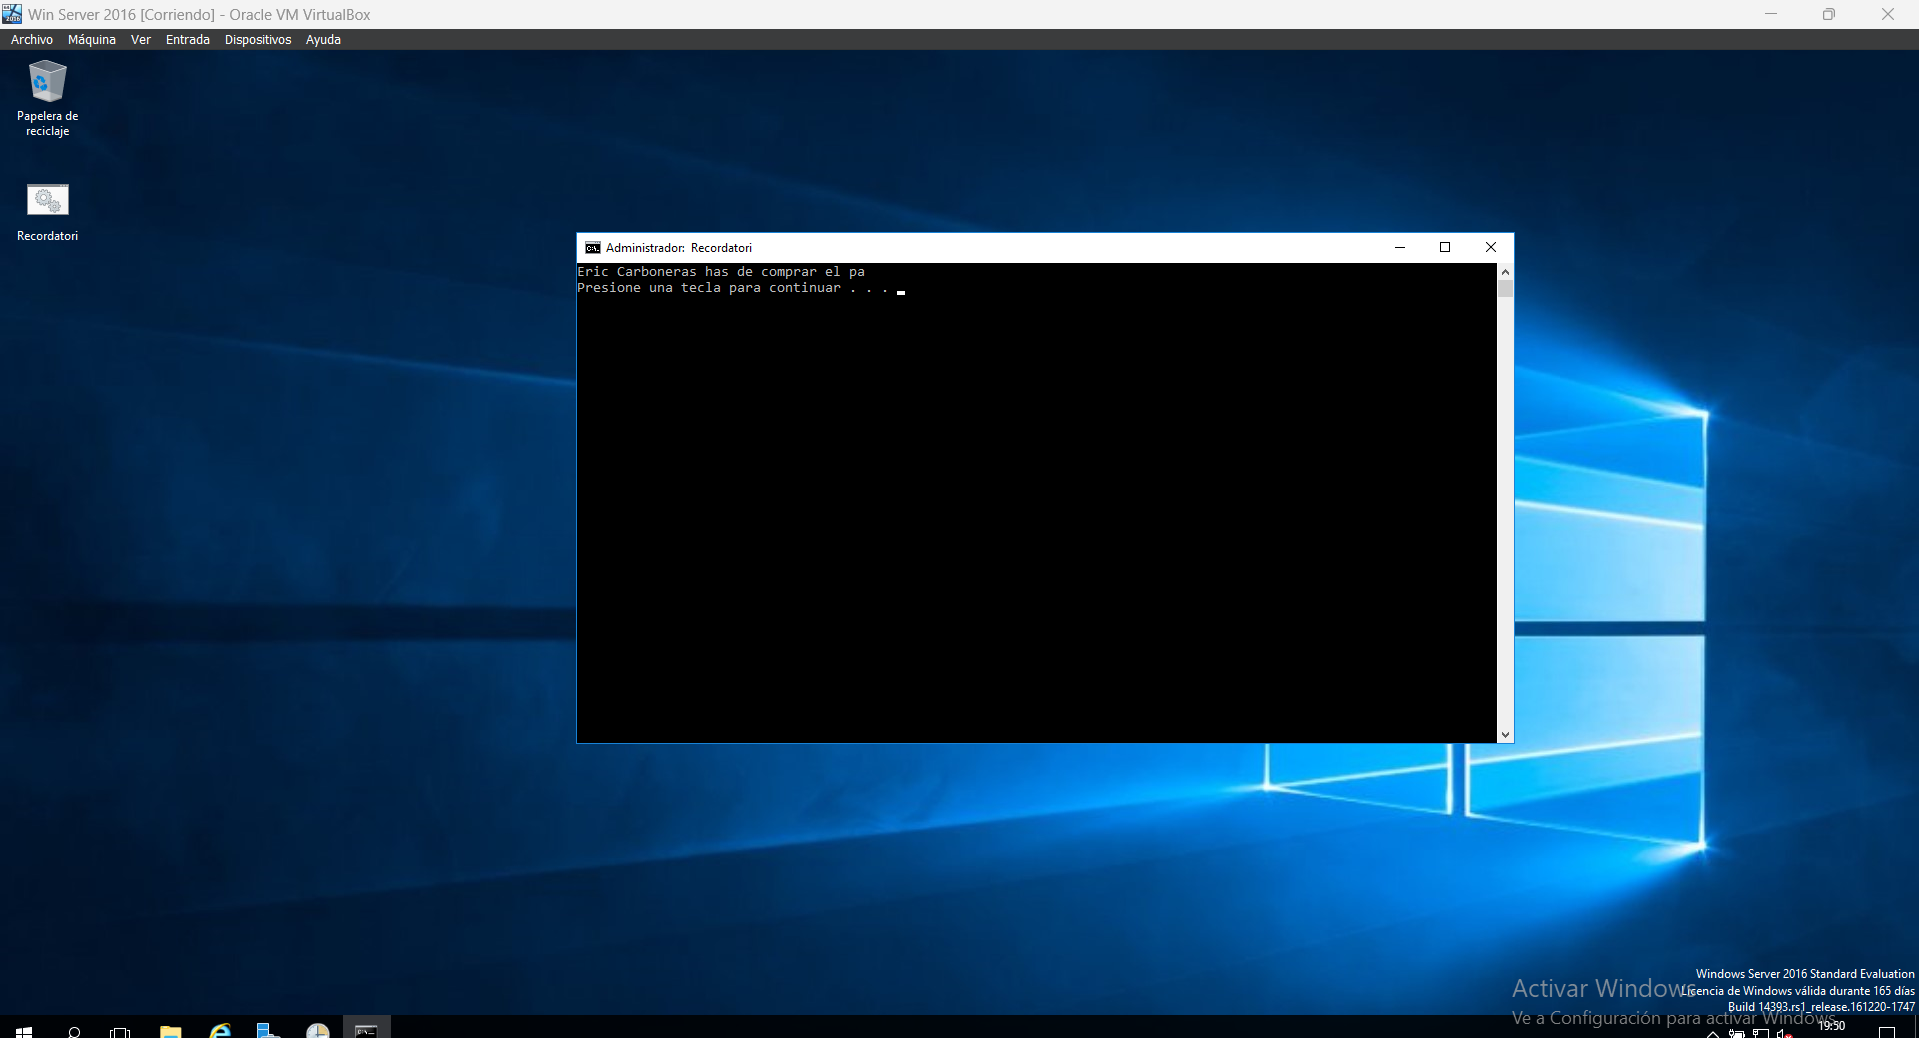 Win Server 2016 [Corriendo] - Oracle VM VirtualBox
Archivo Máquina Ver Entrada Dispositivos Ayuda
Papelera de
reciclaje
Recordatori
Administrador: Recordatori
Eric Carboneras has de comprar el pa
Presione una tecla para continuar . . .
Activar Windows
Ve a Configuración para activar Windows.
Windows Server 2016 Standard Evaluation
Licencia de Windows válida durante 165 días
Build 14393.rs1_release.161220-1747
19:50